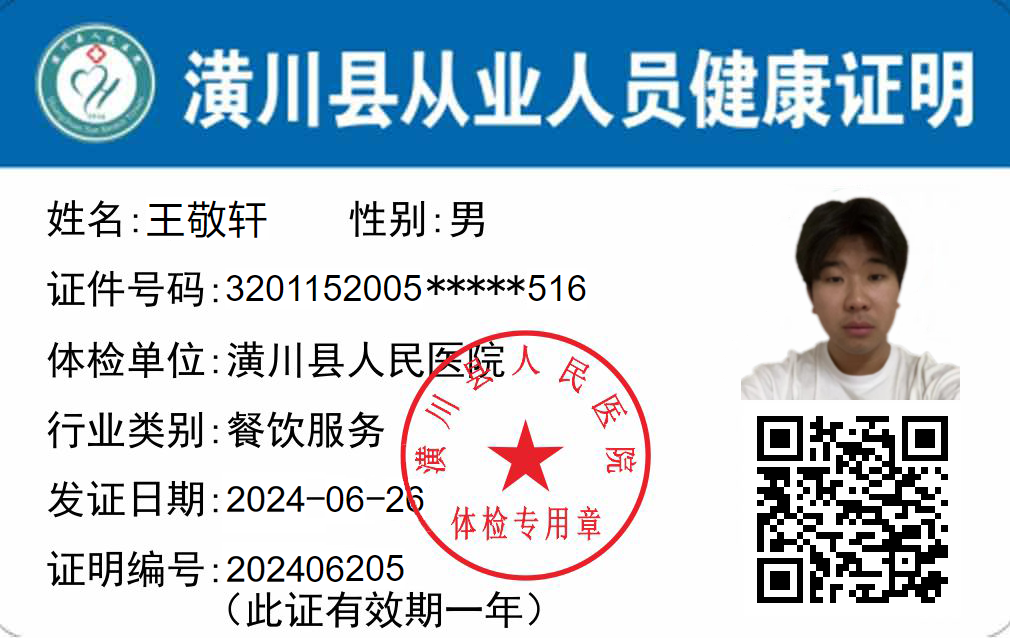 潢川县从业人员健康证明
姓名:王敬轩 性别:男
证件号码:3201152005*****516
体检单位:潢川县人民医院
行业类别:餐饮服务
发证日期:2024-06-26
证明编号:202406205
（此证有效期一年）
潢川县人民医院
体检专用章